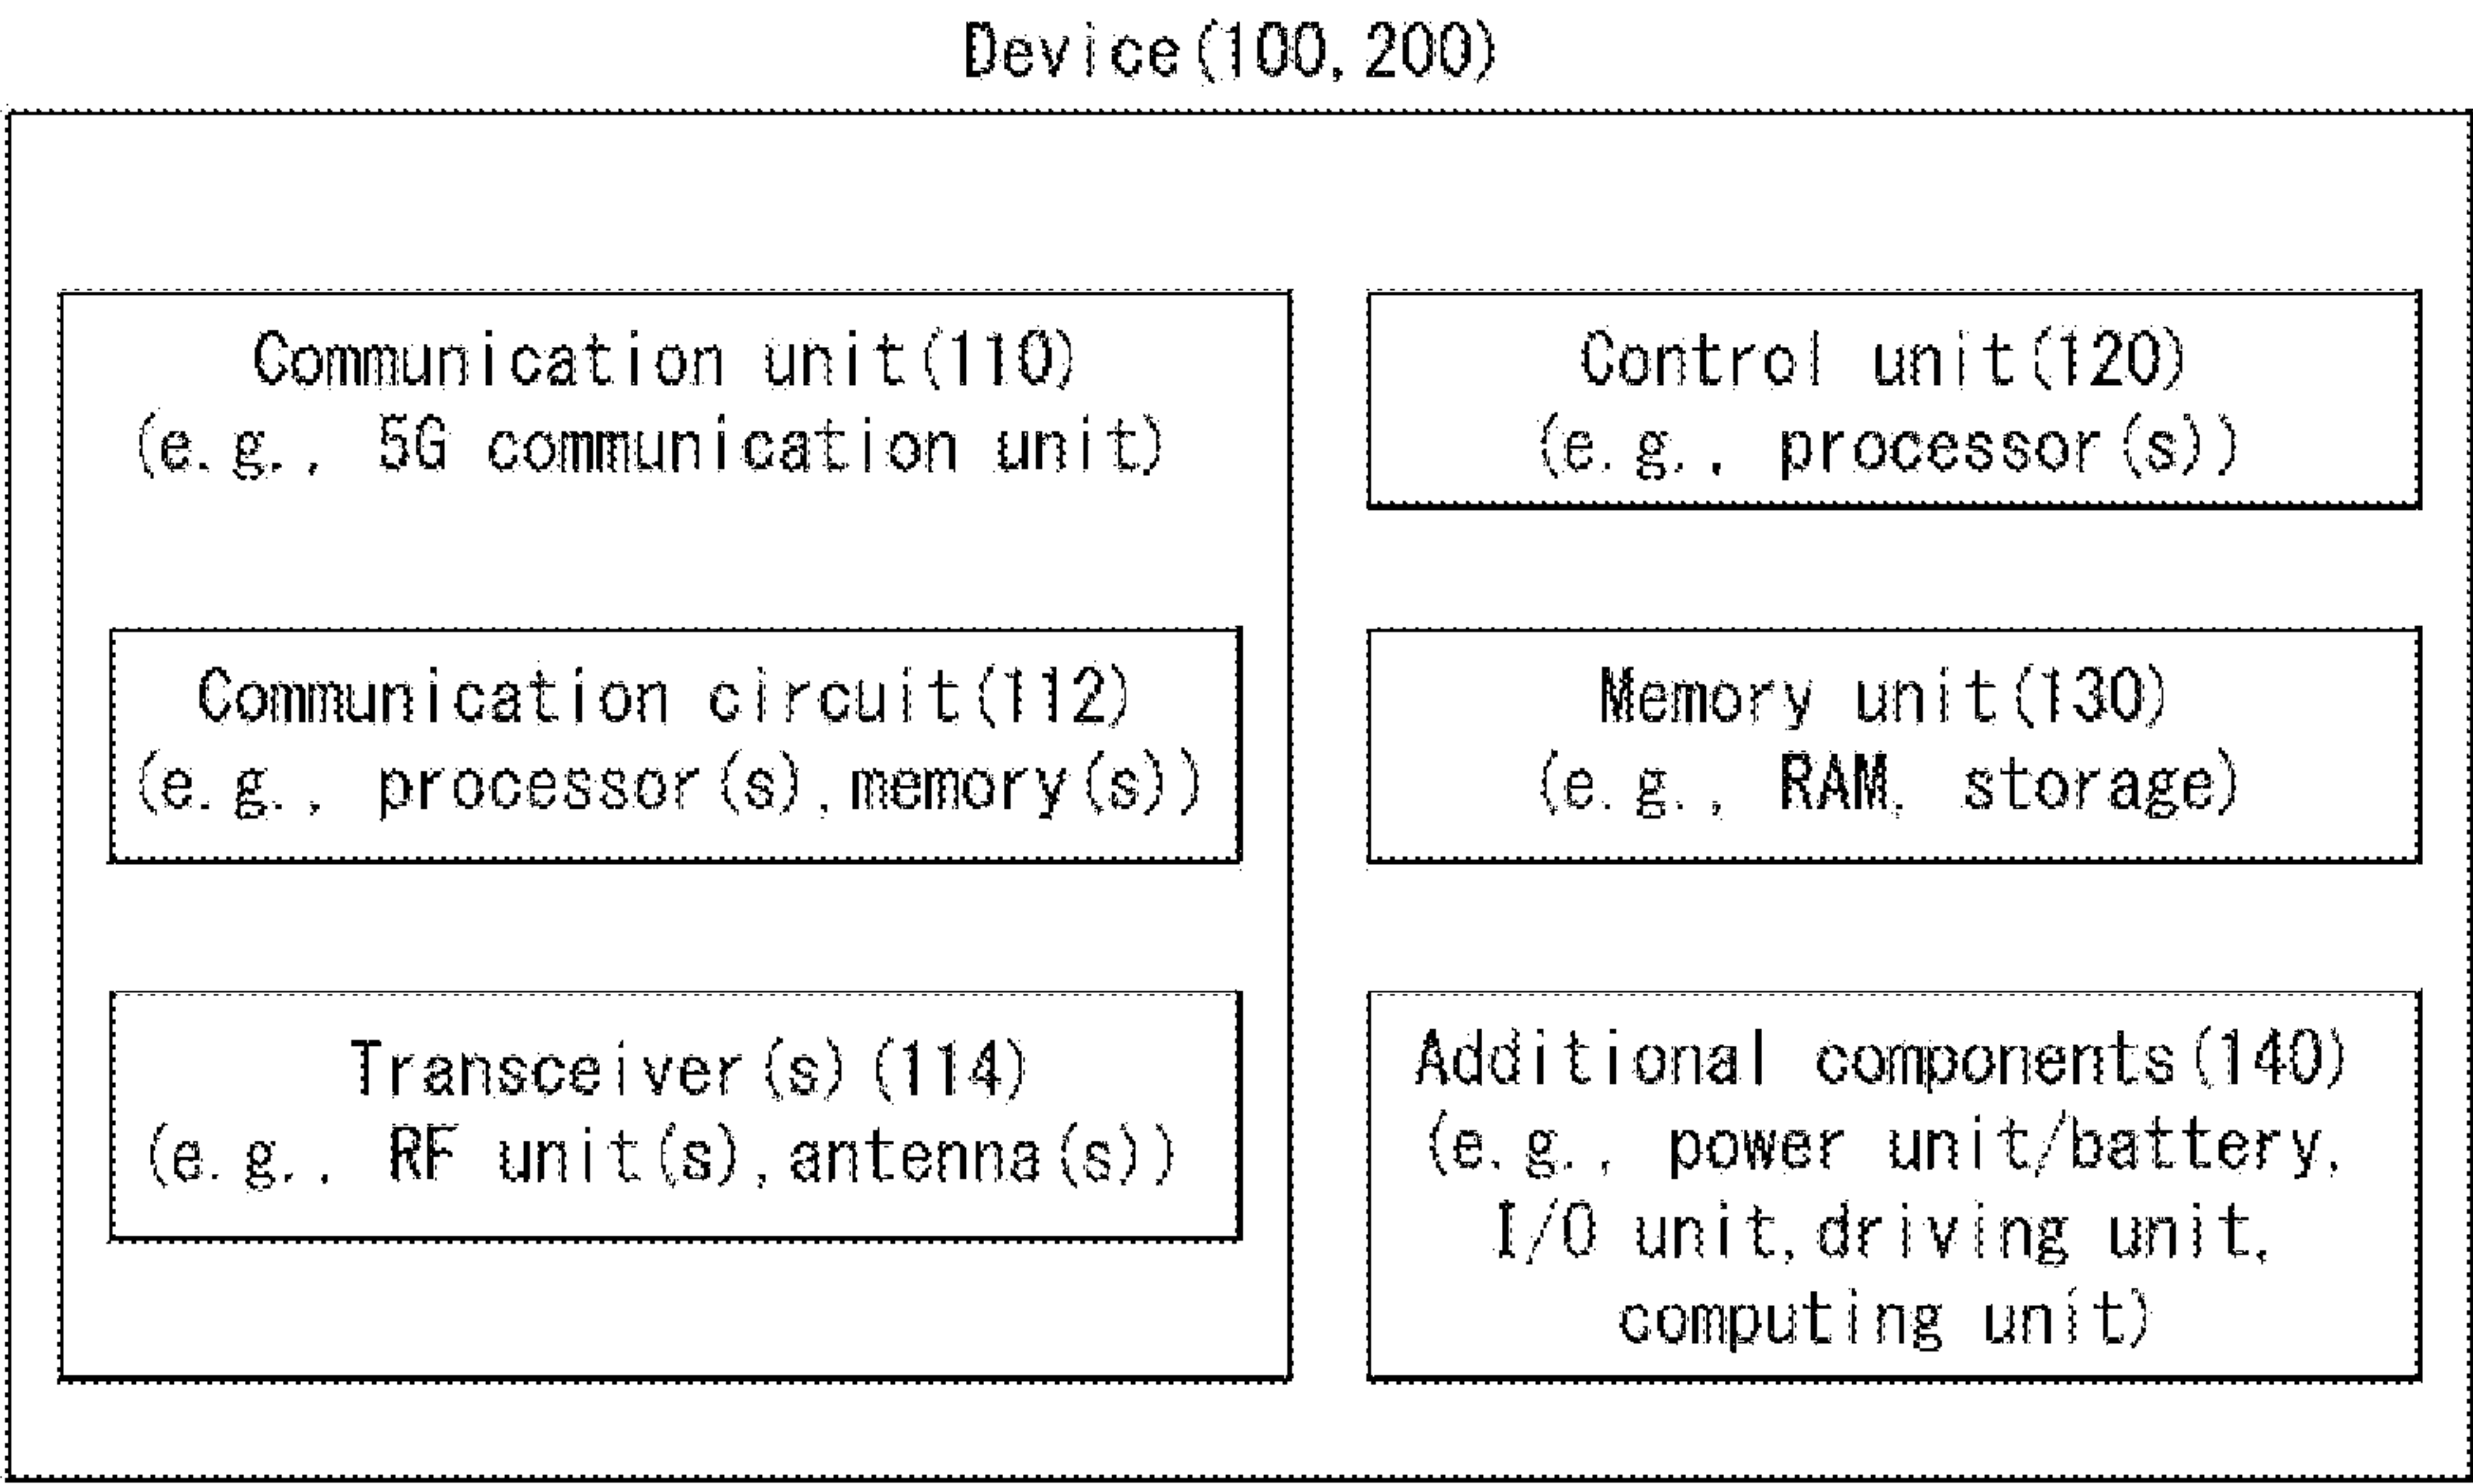 Device(100,200)
Communication unit(110)
(e.g., 5G communication unit)
Communication circuit(112)
(e.g., processor(s),memory(s))
Transceiver(s)(114)
(e.g., RF unit(s),antenna(s))
Control unit(120)
(e.g., processor(s))
Memory unit(130)
(e.g., RAM, storage)
Additional components(140)
(e.g., power unit/battery,
I/O unit,driving unit,
computing unit)